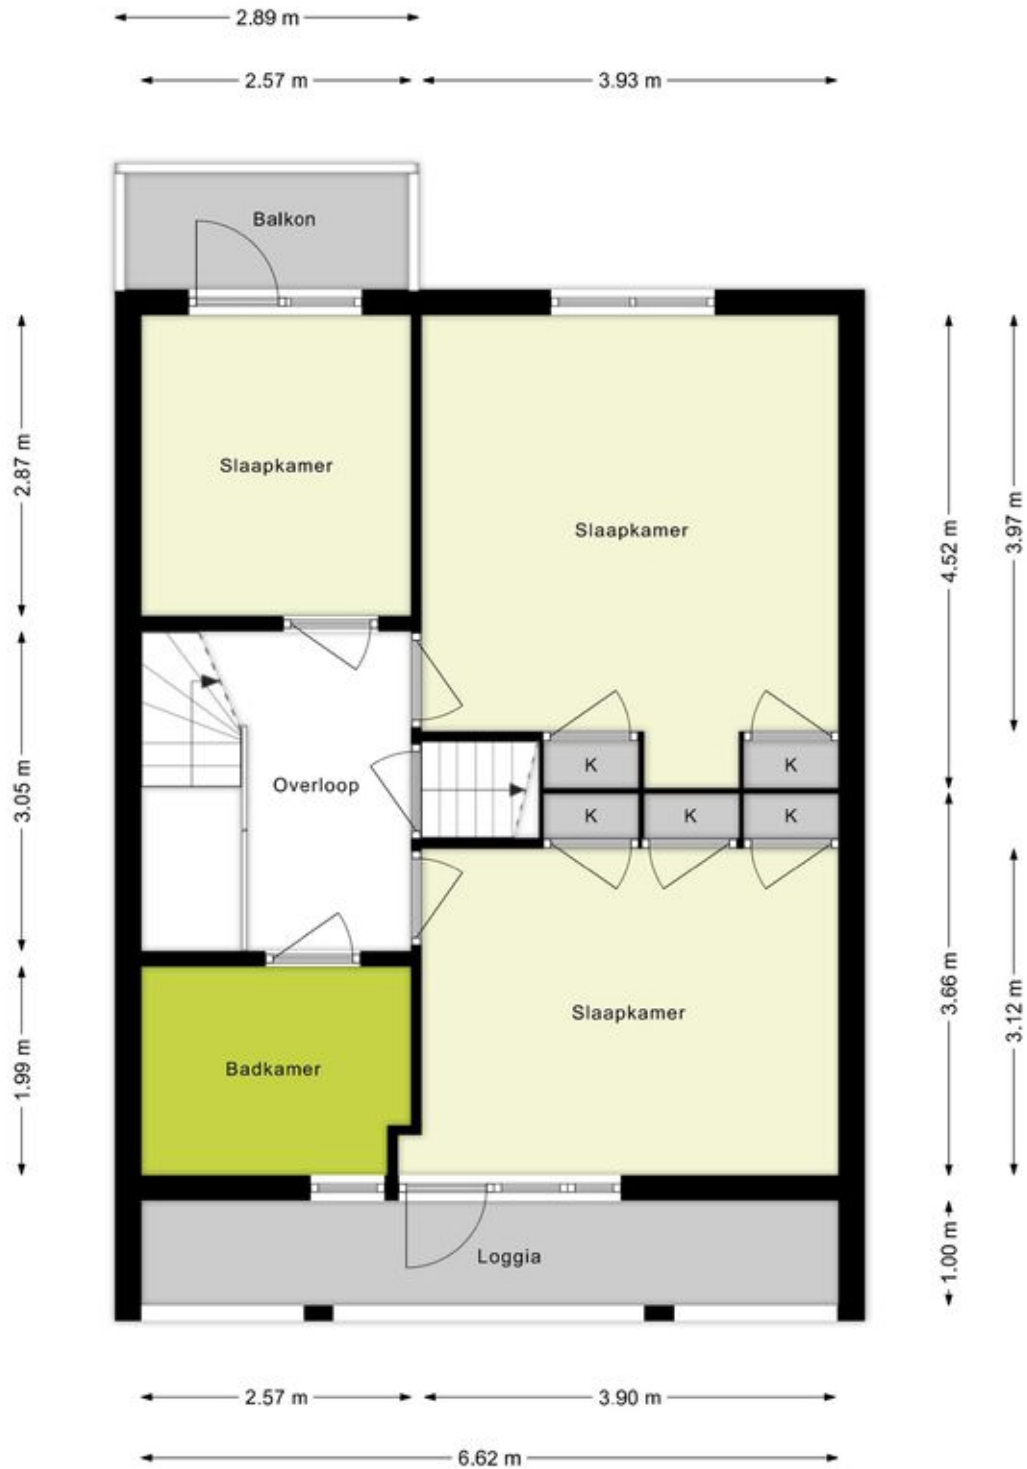 2.89 m
2.57 m
3.93 m
Balkon
Slaapkamer
2.87 m
Slaapkamer
4.52 m
3.97 m
Overloop
3.05 m
K
K
K
K
K
Slaapkamer
3.66 m
3.12 m
Badkamer
1.99 m
Loggia
1.00 m
2.57 m
3.90 m
6.62 m